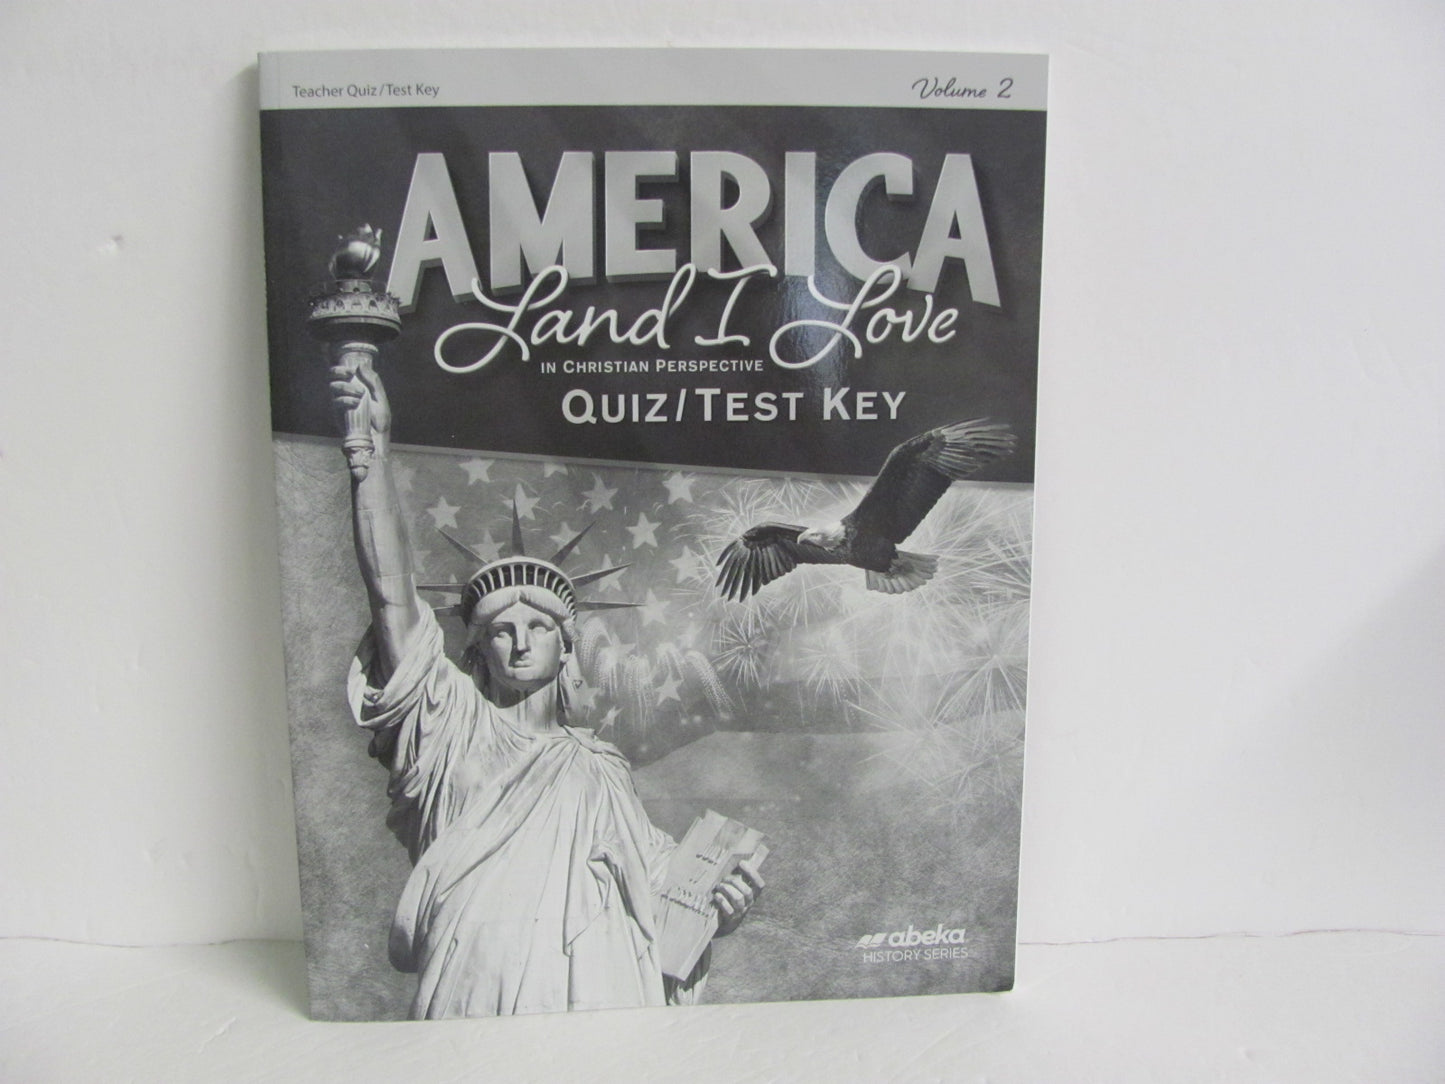 Teacher Quiz/Test Key
Volume 2
AMERICA
Land I Love
IN CHRISTIAN PERSPECTIVE
QUIZ/TEST KEY
abeka
HISTORY SERIES